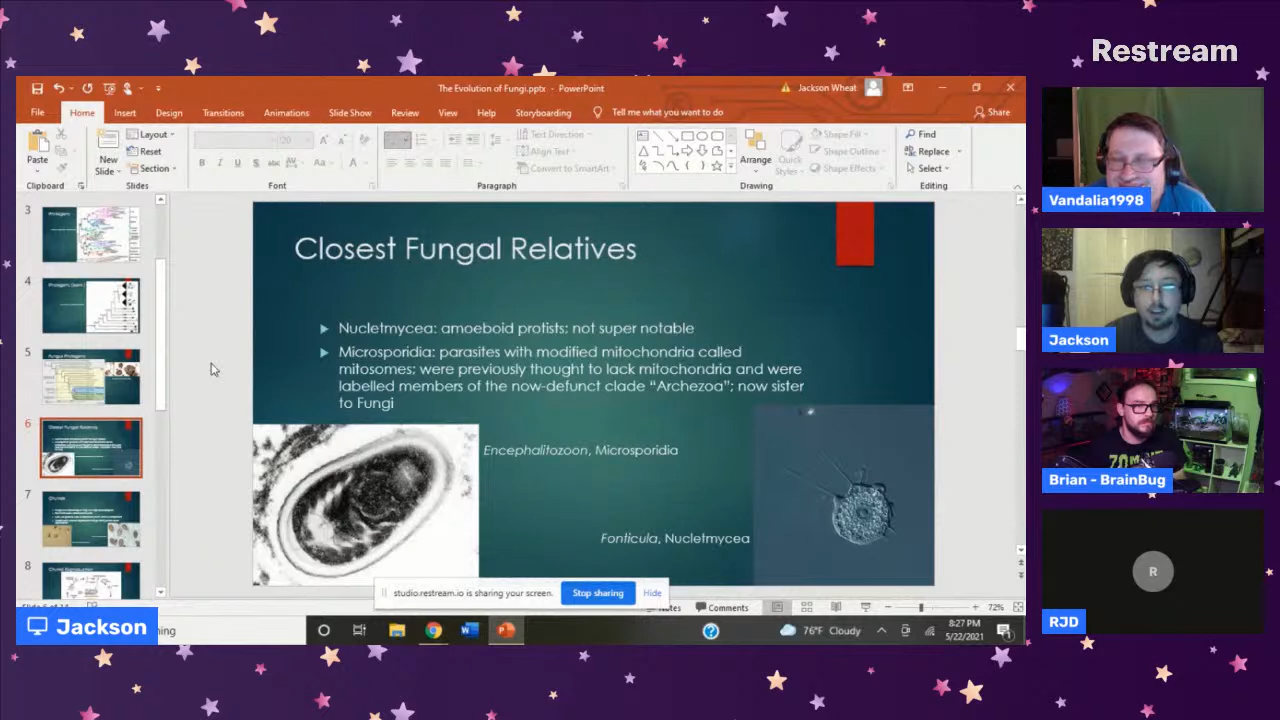 Restream
The Evolution of Fungi.pptx - PowerPoint
Jackson Wheat
File Home Insert Design Transitions Animations Slide Show Review View Help Storyboarding Tell me what you want to do
Share
Paste
Clipboard
New
Slide
Layout
Reset
Section
Slides
Font
Text Direction
Align Text
Convert to SmartArt
Paragraph
Arrange
Quick
Styles
Shape Fill
Shape Outline
Shape Effects
Drawing
Find
Replace
Select
Editing
3
4
5
6
7
8
Closest Fungal Relatives
Nucletmycea: amoeboid protists; not super notable
Microsporidia: parasites with modified mitochondria called
mitosomes; were previously thought to lack mitochondria and were
labelled members of the now-defunct clade “Archezoa”; now sister
to Fungi
Encephalitozoon, Microsporidia
Fonticula, Nucletmycea
studio.restream.io is sharing your screen.
Stop sharing
Hide
Comments
72%
76°F Cloudy
8:27 PM
5/22/2021
Jackson
Vandalia1998
Jackson
Brian - BrainBug
R
RJD